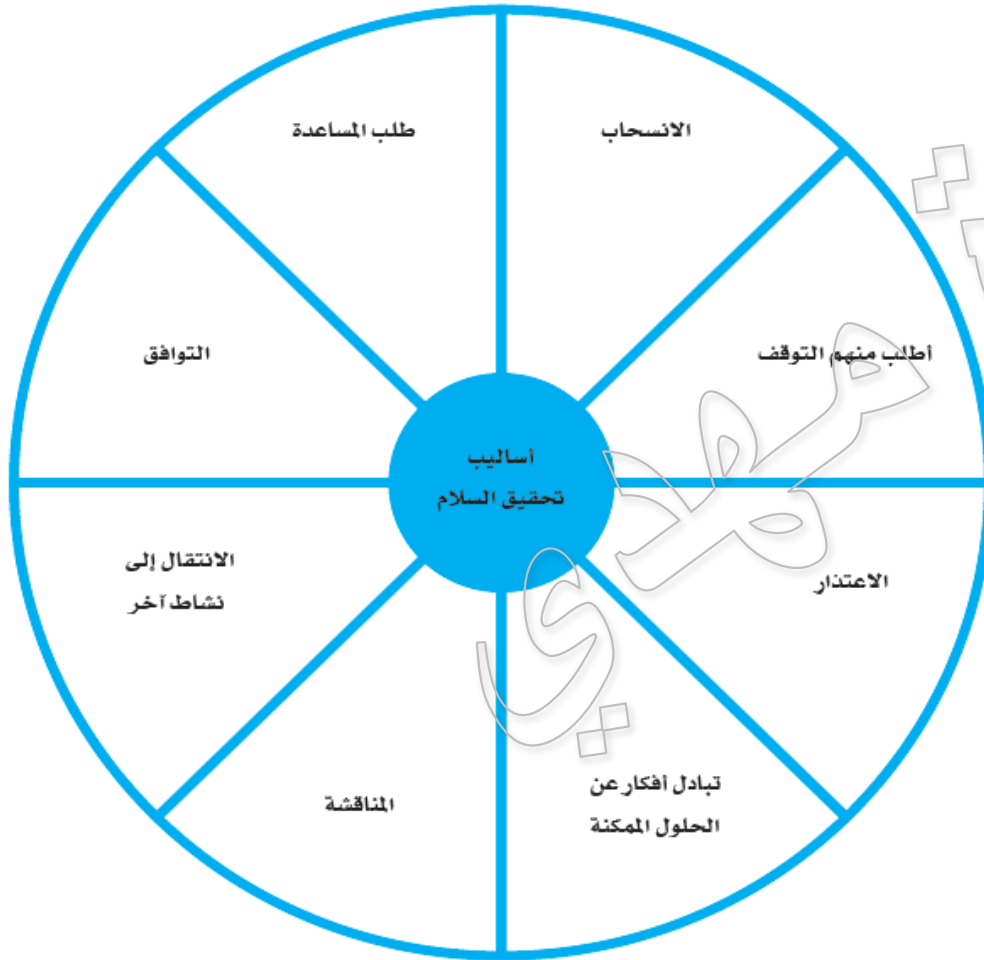 الانسحاب
طلب المساعدة
أطلب منهم التوقف
التوافق
أساليب
تحقيق السلام
الاعتذار
الانتقال إلى
نشاط آخر
تبادل أفكار عن
الحلول الممكنة
المناقشة